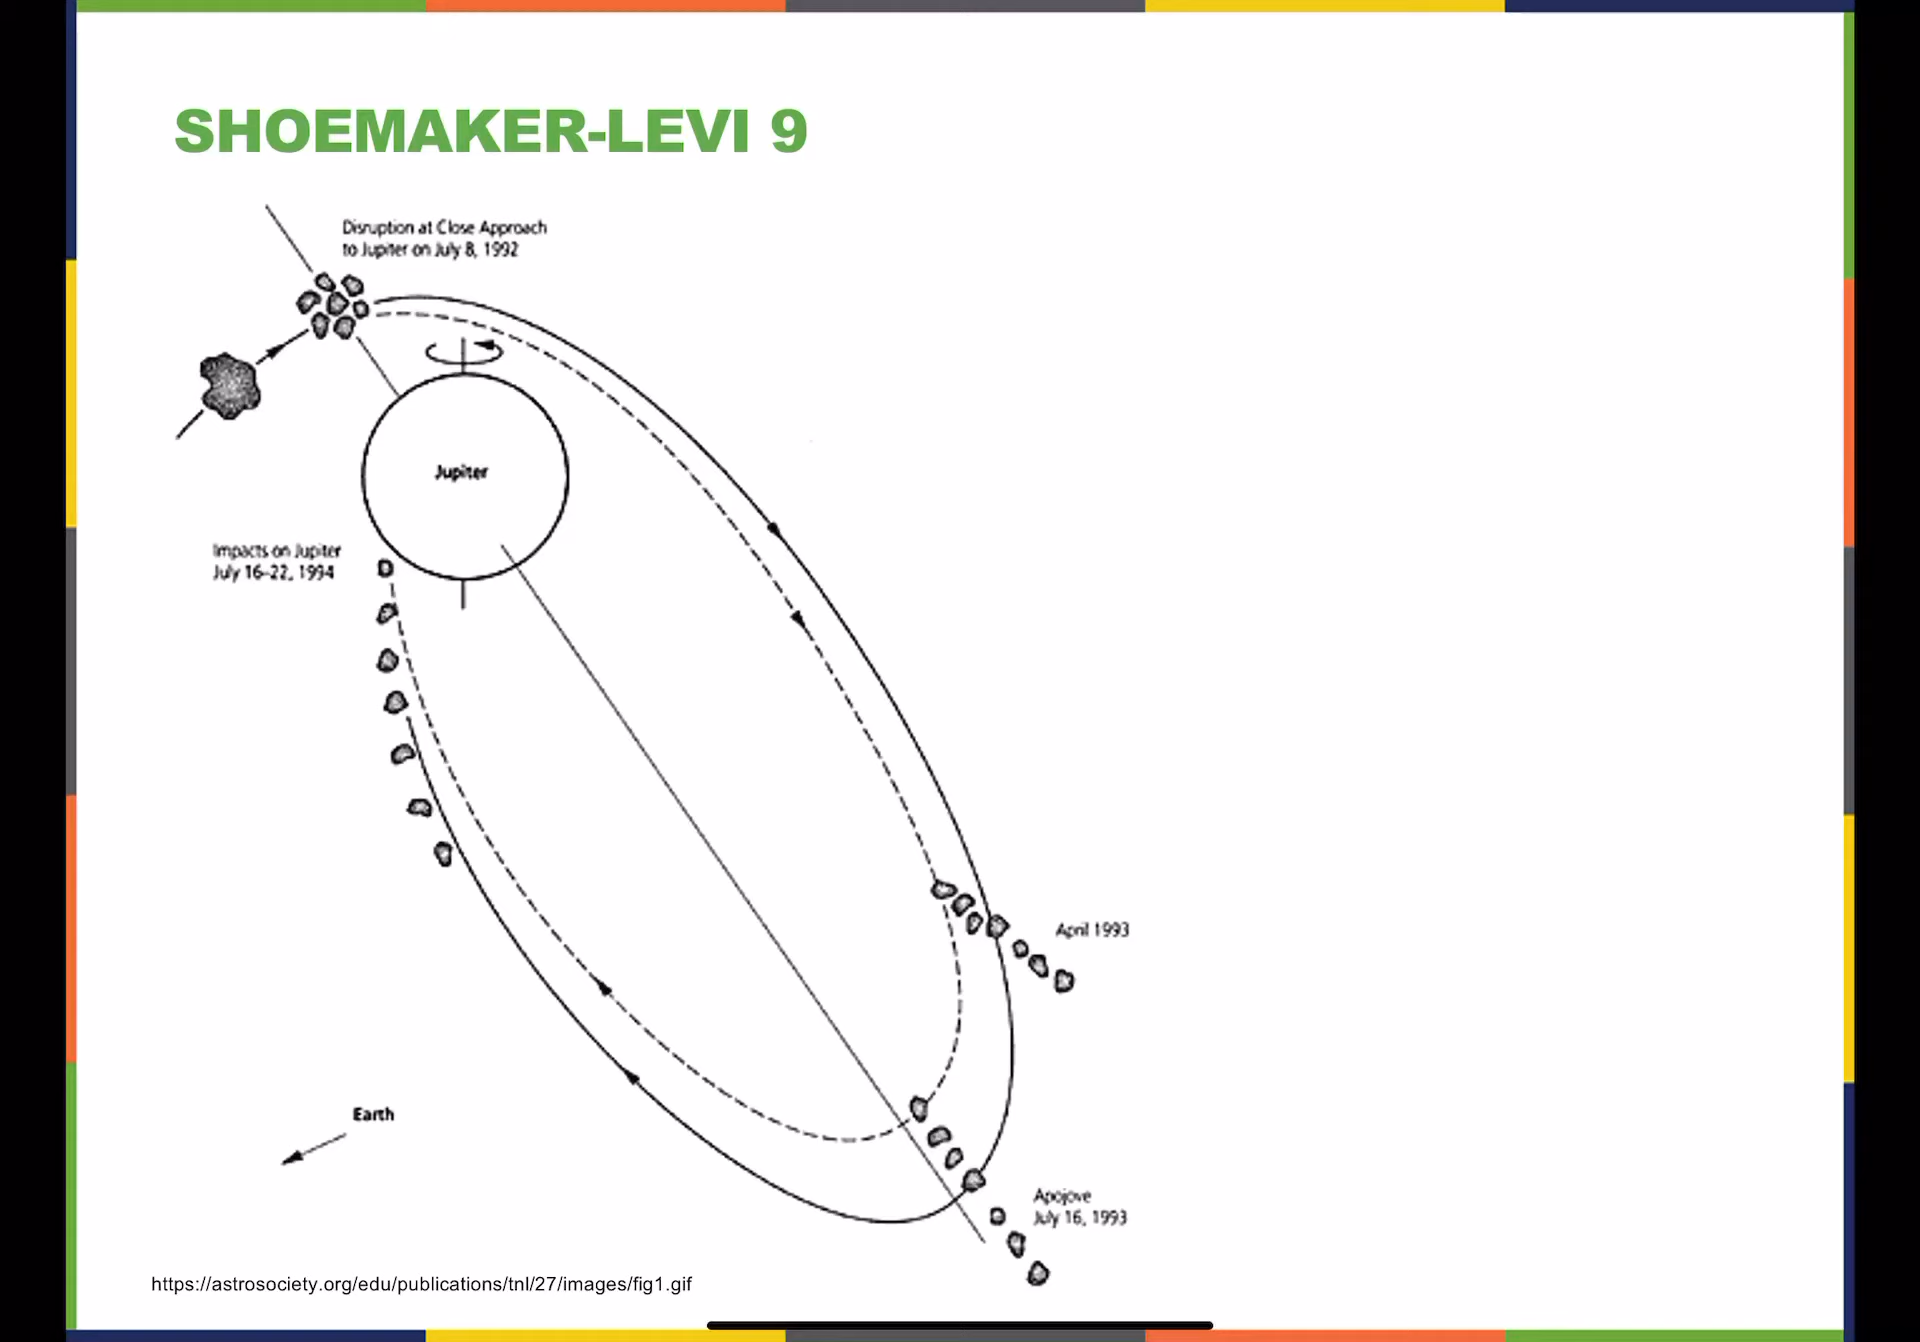 SHOEMAKER-LEVI 9
Disruption at Close Approach
to Jupiter on July 8, 1992
Jupiter
Impacts on Jupiter
July 16-22, 1994
April 1993
Earth
Apojove
July 16, 1993
https://astrosociety.org/edu/publications/tnl/27/images/fig1.gif